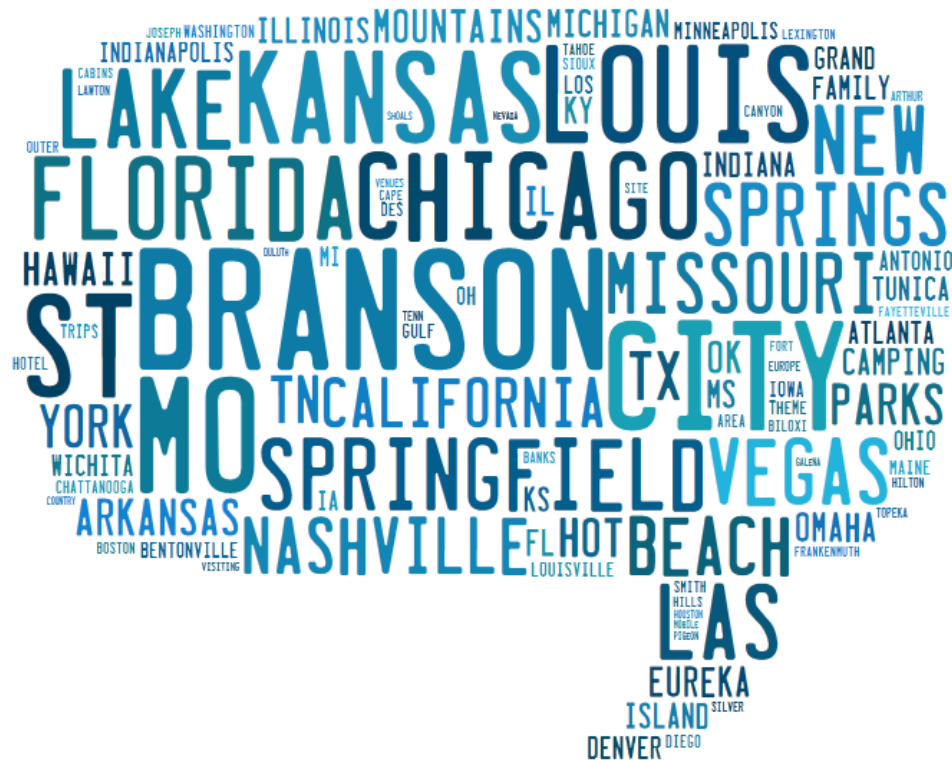 JOSEPH WASHINGTON ILLINOIS MOUNTAINS MICHIGAN MINNEAPOLIS LEXINGTON
INDIANAPOLIS TAHOE GRAND
CABINS LAKE KANSAS LOUIS SIOUX
LAWTON LOS FAMILY ARTHUR
SHOALS NEVADA KY CANYON NEW
OUTER
FLORIDA CHICAGO INDIANA
VENUES CAPE DES IL SITE SPRINGS
HAWAII BRANSON DULUTH MI MISSOURI ANTONIO
OH TUNICA
ST TRIPS TENN GULF FAYETTEVILLE
HOTEL CITY ATLANTA
TX OK FORT CAMPING
MS EUROPE
MO TN CALIFORNIA IOWA PARKS
YORK AREA THEME
BILOXI
WICHITA SPRINGFIELD BANKS VEGAS OHIO
CHATTANOOGA GALENA MAINE
COUNTRY IA KS HILTON
ARKANSAS NASHVILLE FL HOT BEACH OMAHA TOPEKA
BOSTON BENTONVILLE FRANKENMUTH
VISITING LOUISVILLE
LAS SMITH
HILLS
HOUSTON
MOBILE
PIGEON
EUREKA
ISLAND SILVER
DENVER DIEGO